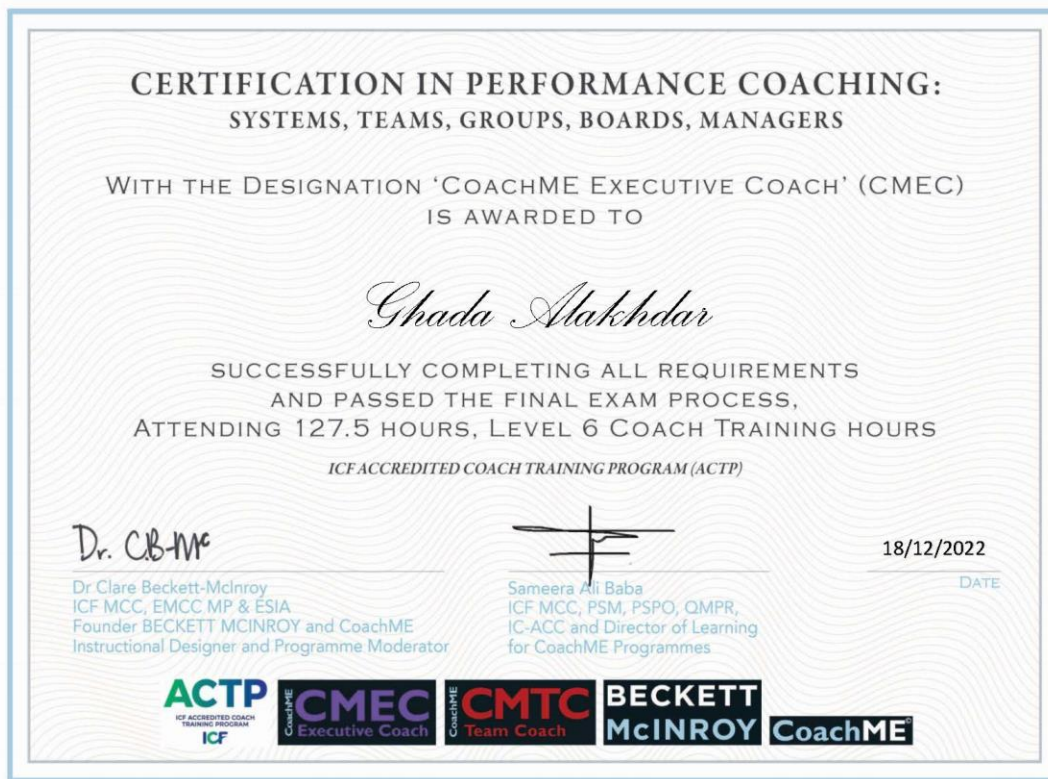 CERTIFICATION IN PERFORMANCE COACHING:
SYSTEMS, TEAMS, GROUPS, BOARDS, MANAGERS
WITH THE DESIGNATION ‘COACHME EXECUTIVE COACH’ (CMEC)
IS AWARDED TO
Ghada Alakhdar
SUCCESSFULLY COMPLETING ALL REQUIREMENTS
AND PASSED THE FINAL EXAM PROCESS,
ATTENDING 127.5 HOURS, LEVEL 6 COACH TRAINING HOURS
ICF ACCREDITED COACH TRAINING PROGRAM (ACTP)
Dr. C.B-Mc
18/12/2022
DATE
Dr Clare Beckett-McInroy
ICF MCC, EMCC MP & ESIA
Founder BECKETT MCINROY and CoachME
Instructional Designer and Programme Moderator
Sameera Ali Baba
ICF MCC, PSM, PSPO, QMPR,
IC-ACC and Director of Learning
for CoachME Programmes
ACTP
ICF ACCREDITED COACH
TRAINING PROGRAM
ICF
CoachME
CMEC
Executive Coach
CoachME
CMTC
Team Coach
BECKETT
McINROY
CoachME©